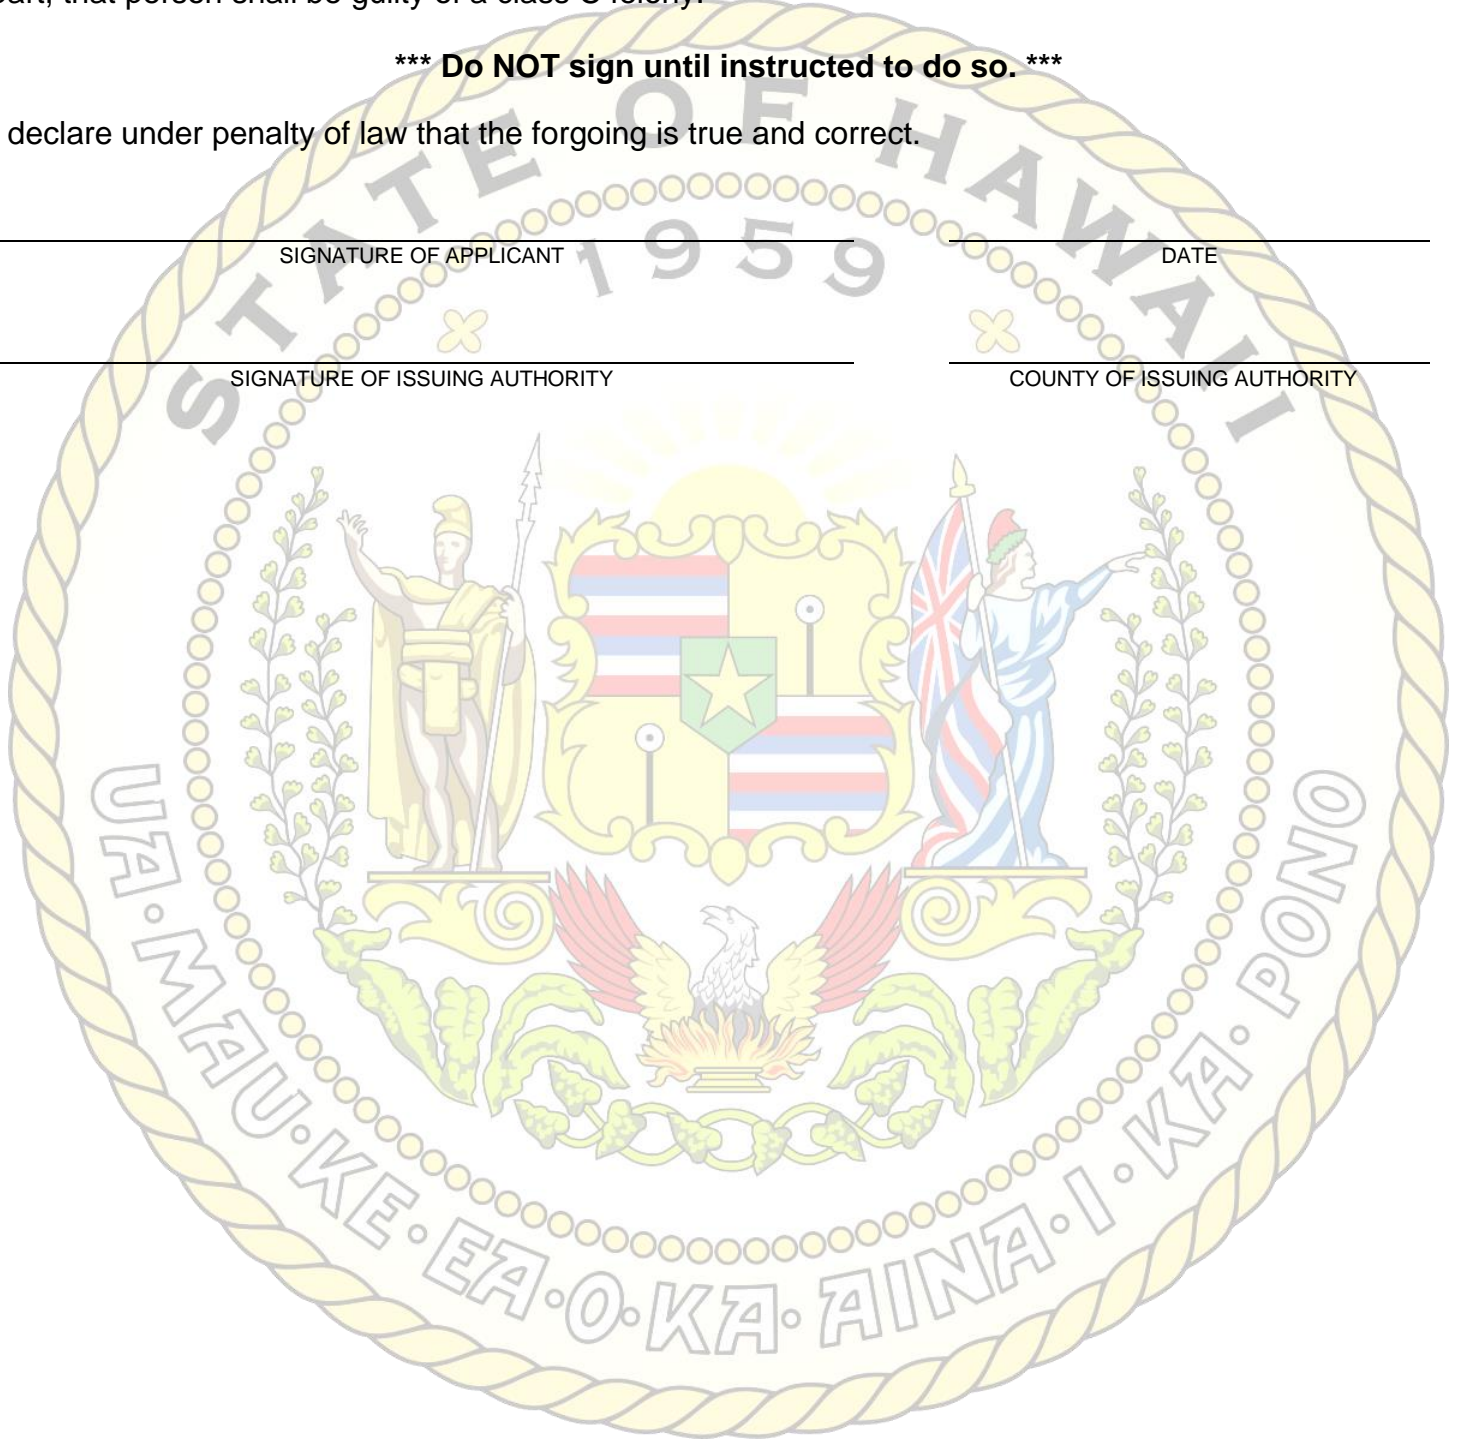 art, that person shall be guilty of a class C felony.
*** Do NOT sign until instructed to do so. ***
declare under penalty of law that the forgoing is true and correct.
SIGNATURE OF APPLICANT
DATE
SIGNATURE OF ISSUING AUTHORITY
COUNTY OF ISSUING AUTHORITY
STATE OF HAWAII
1959
UA·MAU·KE·EA·O·KA·AINA·I·KA·PONO